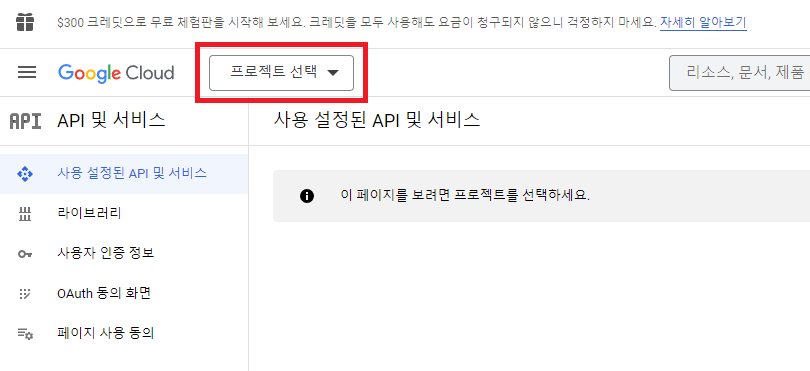 $300 크레딧으로 무료 체험판을 시작해 보세요. 크레딧을 모두 사용해도 요금이 청구되지 않으니 걱정하지 마세요. 자세히 알아보기
Google Cloud 프로젝트 선택 리소스, 문서, 제품
API API 및 서비스
사용 설정된 API 및 서비스
사용 설정된 API 및 서비스
이 페이지를 보려면 프로젝트를 선택하세요.
라이브러리
사용자 인증 정보
OAuth 동의 화면
페이지 사용 동의